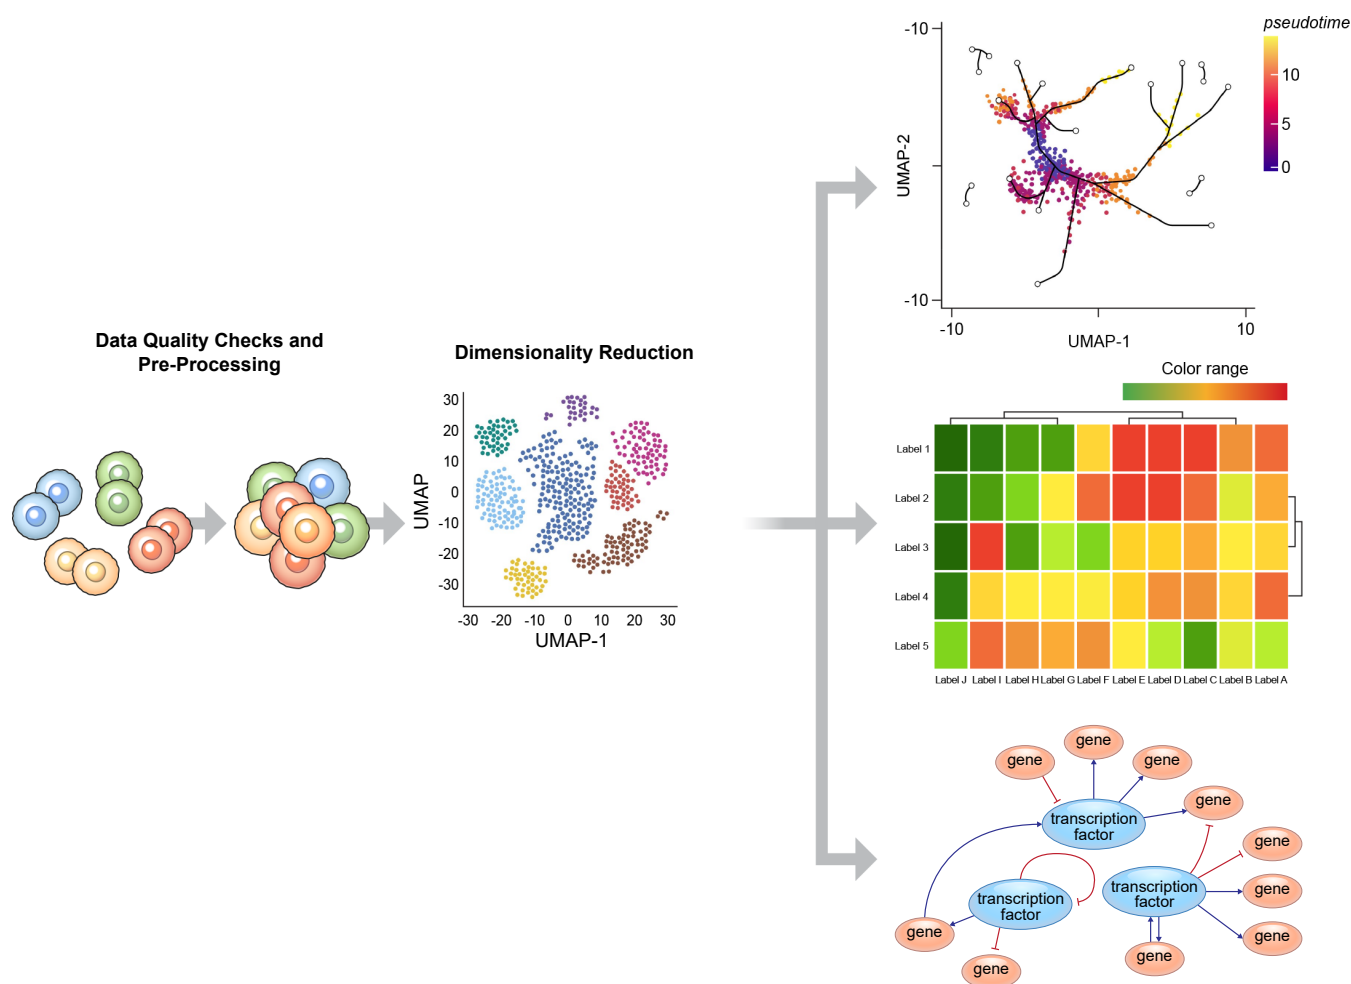 Data Quality Checks and
Pre-Processing
Dimensionality Reduction
30
20
10
0
-10
-20
-30
UMAP
-30 -20 -10 0 10 20 30
UMAP-1
pseudotime
10
5
0
-10
UMAP-2
-10
-10 10
UMAP-1
Color range
Label 1
Label 2
Label 3
Label 4
Label 5
Label J Label I Label H Label G Label F Label E Label D Label C Label B Label A
gene
gene
gene
gene
transcription
factor
gene
transcription
factor
gene
transcription
factor
gene
gene
gene
gene
gene